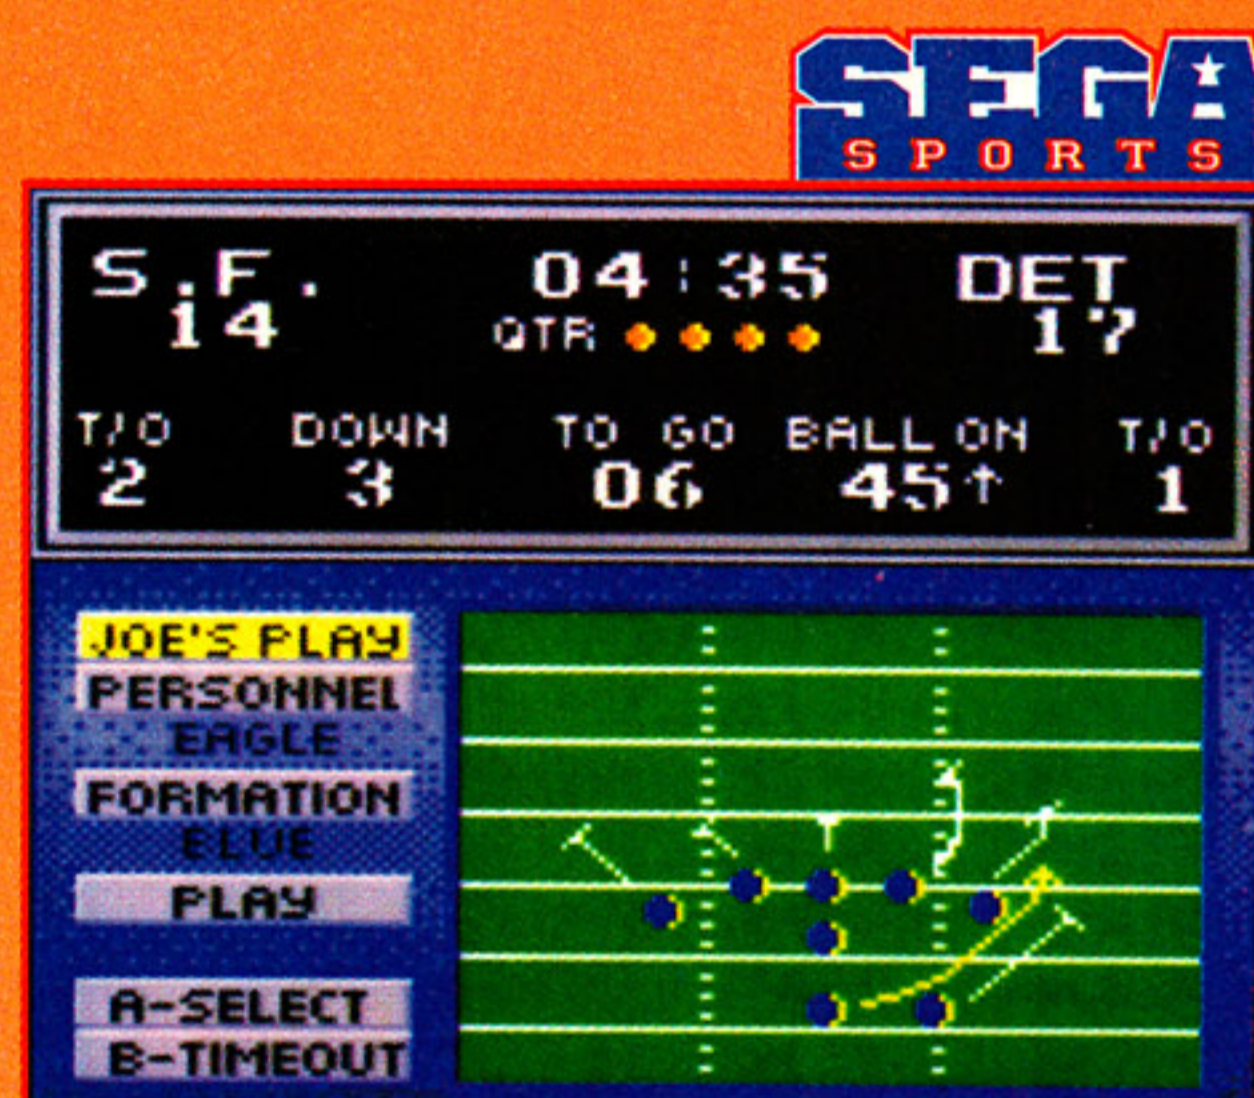 SEGA
SPORTS
S.F. 04:35 DET
14 QTR 17
T/O DOWN TO GO BALL ON T/O
2 3 06 45↑ 1
JOE'S PLAY
PERSONNEL
EAGLE
FORMATION
BLUE
PLAY
A-SELECT
B-TIMEOUT